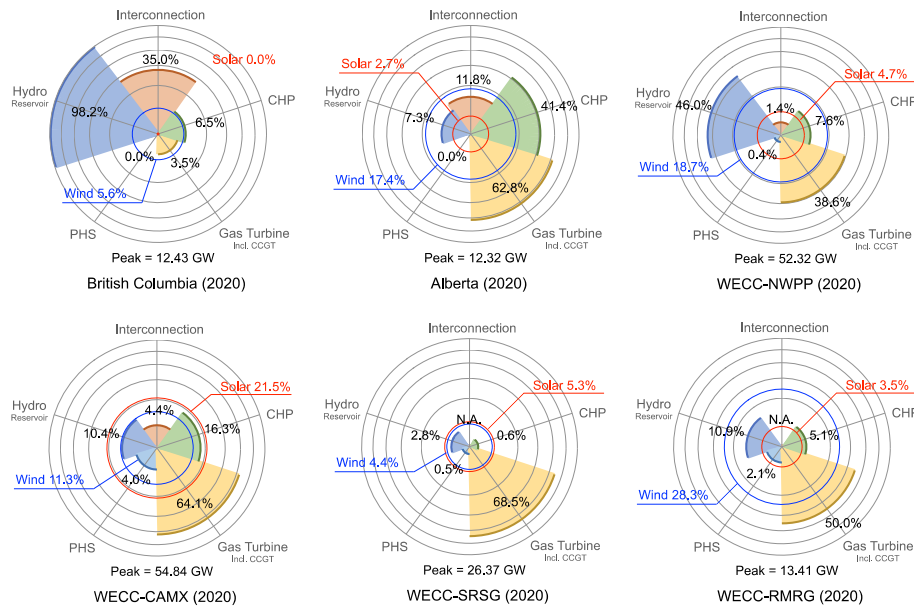 Interconnection
35.0%
Solar 0.0%
Hydro
Reservoir
98.2%
CHP
6.5%
0.0%
3.5%
Wind 5.6%
PHS
Gas Turbine
Incl. CCGT
Peak = 12.43 GW
British Columbia (2020)
Interconnection
Solar 2.7%
11.8%
Hydro
Reservoir
7.3%
CHP
41.4%
0.0%
Wind 17.4%
62.8%
PHS
Gas Turbine
Incl. CCGT
Peak = 12.32 GW
Alberta (2020)
Interconnection
Solar 4.7%
Hydro
Reservoir
46.0%
1.4%
CHP
7.6%
0.4%
Wind 18.7%
38.6%
PHS
Gas Turbine
Incl. CCGT
Peak = 52.32 GW
WECC-NWPP (2020)
Interconnection
Solar 21.5%
Hydro
Reservoir
4.4%
CHP
10.4%
16.3%
Wind 11.3%
4.0%
64.1%
PHS
Gas Turbine
Incl. CCGT
Peak = 54.84 GW
WECC-CAMX (2020)
Interconnection
Solar 5.3%
Hydro
Reservoir
N.A.
CHP
2.8%
0.6%
Wind 4.4%
0.5%
68.5%
PHS
Gas Turbine
Incl. CCGT
Peak = 26.37 GW
WECC-SRSG (2020)
Interconnection
Solar 3.5%
Hydro
Reservoir
N.A.
CHP
10.9%
5.1%
2.1%
Wind 28.3%
50.0%
PHS
Gas Turbine
Incl. CCGT
Peak = 13.41 GW
WECC-RMRG (2020)